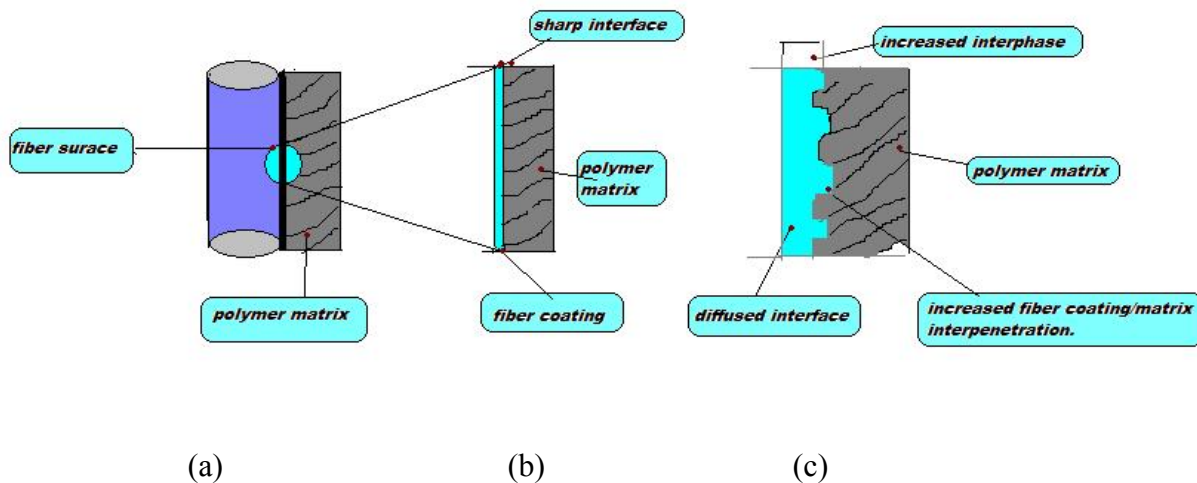 sharp interface
increased interphase
fiber surace
polymer
matrix
polymer matrix
polymer matrix
fiber coating
diffused interface
increased fiber coating/matrix
interpenetration.
(a)
(b)
(c)